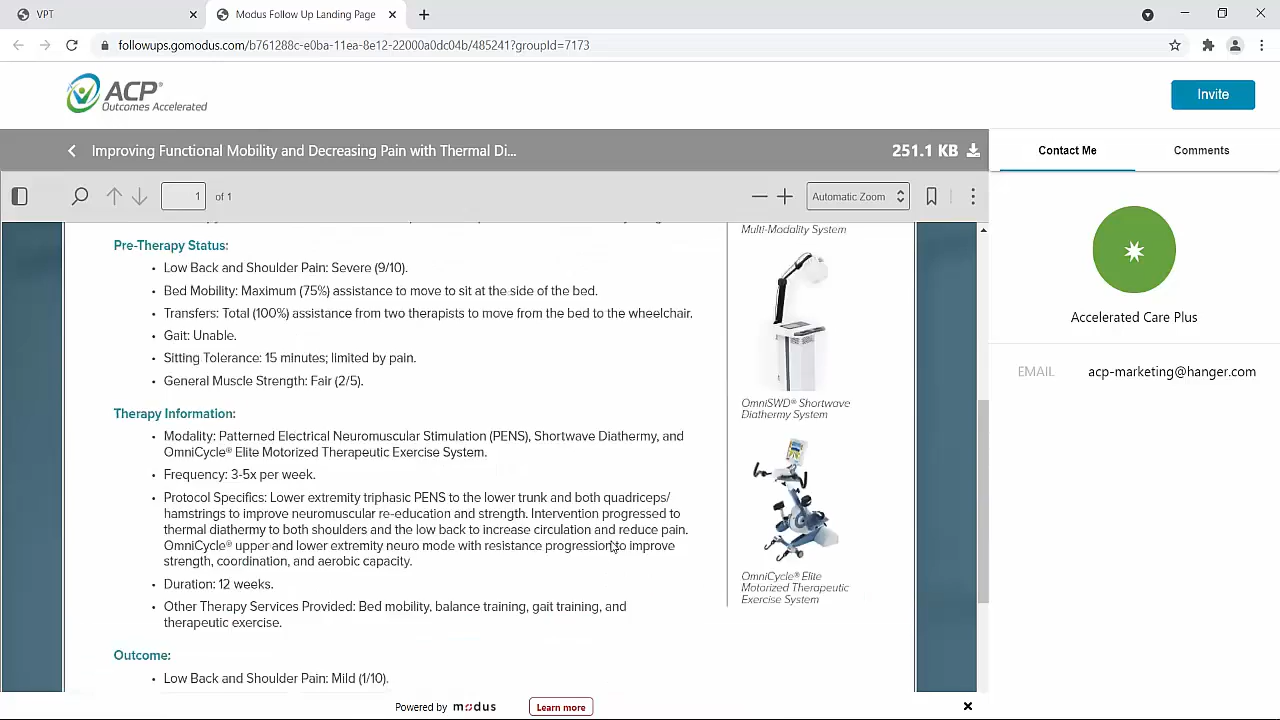 VPT
Modus Follow Up Landing Page
followups.gomodus.com/b761288c-e0ba-11ea-8e12-22000a0dc04b/485241?groupId=7173
ACP®
Outcomes Accelerated
Invite
Improving Functional Mobility and Decreasing Pain with Thermal Di...
251.1 KB
Contact Me
Comments
1 of 1
Automatic Zoom
Multi-Modality System
Pre-Therapy Status:
• Low Back and Shoulder Pain: Severe (9/10).
• Bed Mobility: Maximum (75%) assistance to move to sit at the side of the bed.
• Transfers: Total (100%) assistance from two therapists to move from the bed to the wheelchair.
• Gait: Unable.
• Sitting Tolerance: 15 minutes; limited by pain.
• General Muscle Strength: Fair (2/5).
Therapy Information:
• Modality: Patterned Electrical Neuromuscular Stimulation (PENS), Shortwave Diathermy, and
OmniCycle® Elite Motorized Therapeutic Exercise System.
• Frequency: 3-5x per week.
• Protocol Specifics: Lower extremity triphasic PENS to the lower trunk and both quadriceps/
hamstrings to improve neuromuscular re-education and strength. Intervention progressed to
thermal diathermy to both shoulders and the low back to increase circulation and reduce pain.
OmniCycle® upper and lower extremity neuro mode with resistance progression to improve
strength, coordination, and aerobic capacity.
• Duration: 12 weeks.
• Other Therapy Services Provided: Bed mobility, balance training, gait training, and
therapeutic exercise.
Outcome:
• Low Back and Shoulder Pain: Mild (1/10).
OmniSWD® Shortwave
Diathermy System
OmniCycle® Elite
Motorized Therapeutic
Exercise System
Accelerated Care Plus
EMAIL acp-marketing@hanger.com
Powered by modus
Learn more